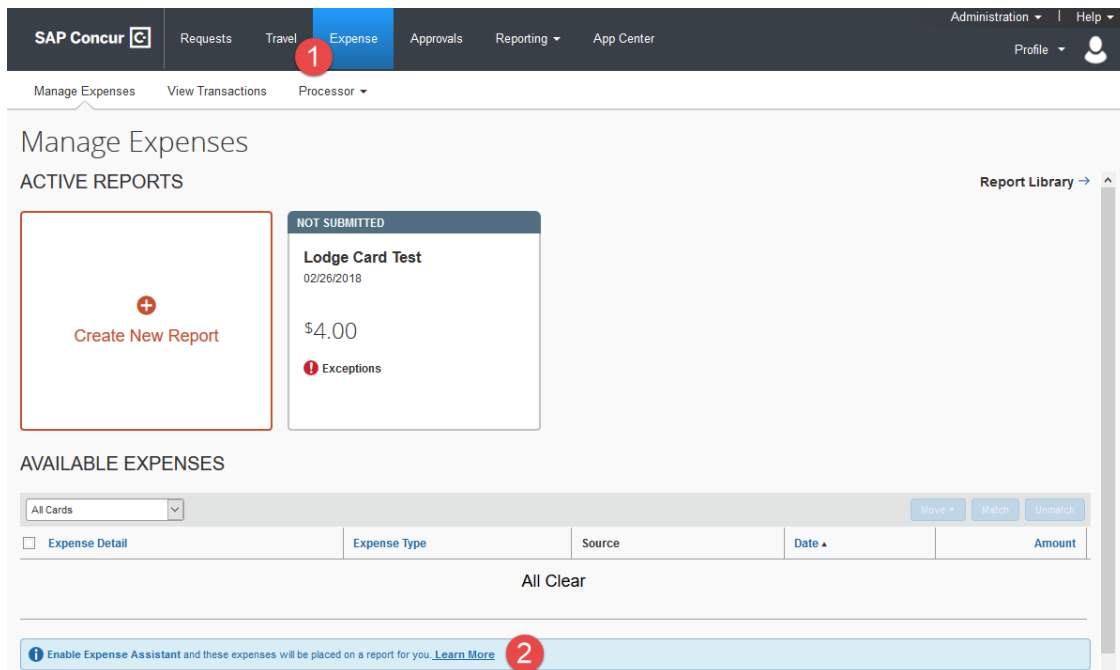 Administration | Help
SAP Concur C Requests Travel Expense Approvals Reporting App Center
Profile
1
Manage Expenses View Transactions Processor
Manage Expenses
ACTIVE REPORTS
Report Library →
NOT SUBMITTED
Lodge Card Test
02/26/2018
Create New Report
$4.00
Exceptions
AVAILABLE EXPENSES
All Cards Move Match Unmatch
Expense Detail Expense Type Source Date Amount
All Clear
Enable Expense Assistant and these expenses will be placed on a report for you. Learn More 2